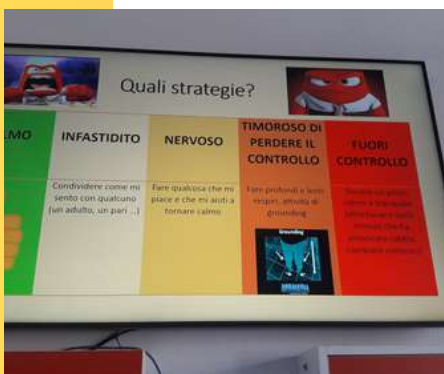 Quali strategie?
LMO
INFASTIDITO
NERVOSO
TIMOROSO DI
PERDERE IL
CONTROLLO
FUORI
CONTROLLO
Condividere come mi
sento con qualcuno
(un adulto, un pari ...)
Fare qualcosa che mi
piace e che mi aiuti a
tornare calmo
Fare profondi e lenti
respiri, attività di
grounding
Grounding